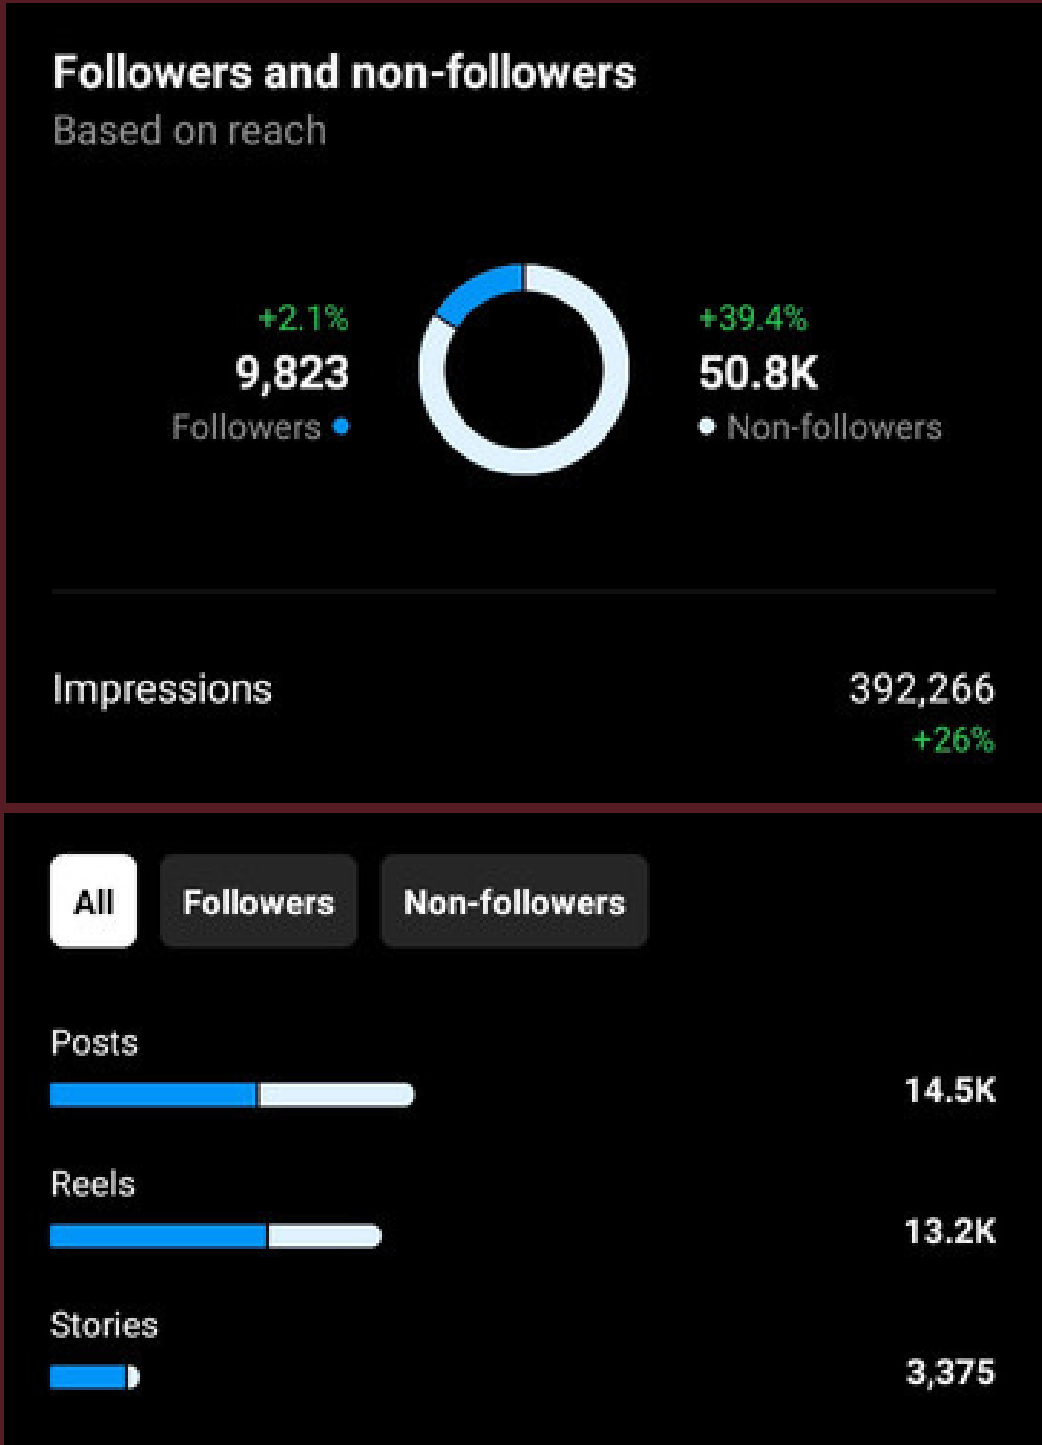 Followers and non-followers
Based on reach
+2.1%
9,823
Followers
+39.4%
50.8K
Non-followers
Impressions
392,266
+26%
All
Followers
Non-followers
Posts
14.5K
Reels
13.2K
Stories
3,375